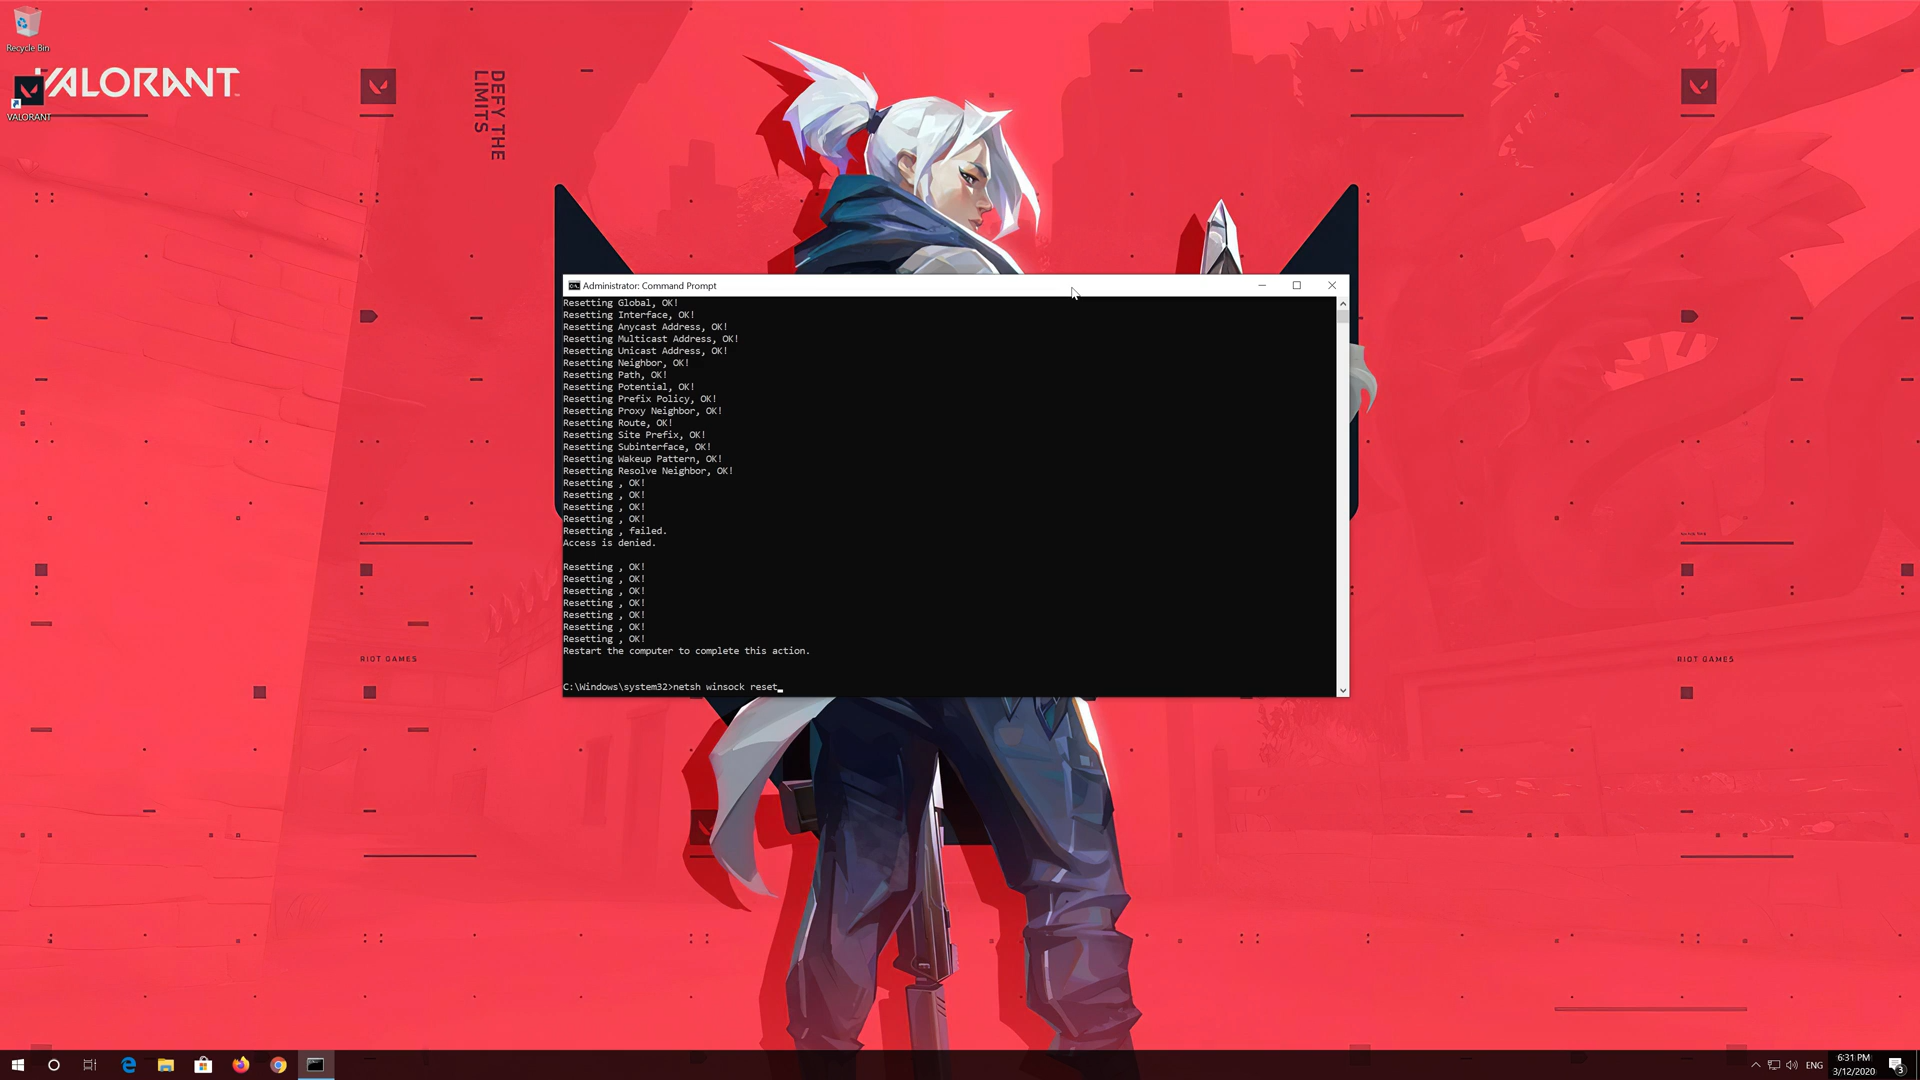 Recycle Bin
VALORANT
VALORANT
DEFY THE
LIMITS
Administrator: Command Prompt
Resetting Global, OK!
Resetting Interface, OK!
Resetting Anycast Address, OK!
Resetting Multicast Address, OK!
Resetting Unicast Address, OK!
Resetting Neighbor, OK!
Resetting Path, OK!
Resetting Potential, OK!
Resetting Prefix Policy, OK!
Resetting Proxy Neighbor, OK!
Resetting Route, OK!
Resetting Site Prefix, OK!
Resetting Subinterface, OK!
Resetting Wakeup Pattern, OK!
Resetting Resolve Neighbor, OK!
Resetting , OK!
Resetting , OK!
Resetting , OK!
Resetting , OK!
Resetting , failed.
Access is denied.
Resetting , OK!
Resetting , OK!
Resetting , OK!
Resetting , OK!
Resetting , OK!
Resetting , OK!
Resetting , OK!
Restart the computer to complete this action.
C:\Windows\system32>netsh winsock reset
RIOT GAMES
RIOT GAMES
ENG
6:31 PM
3/12/2020
3